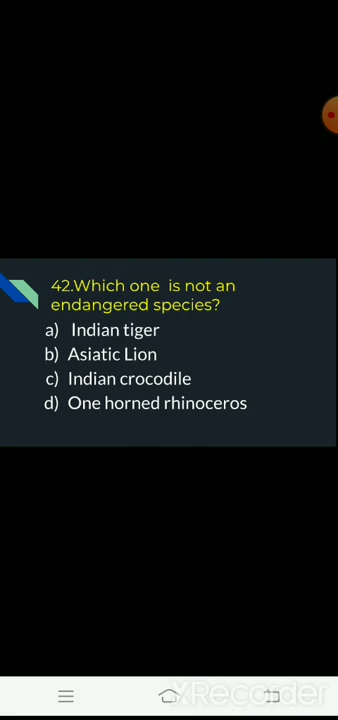 42.Which one is not an
endangered species?
a) Indian tiger
b) Asiatic Lion
c) Indian crocodile
d) One horned rhinoceros
XRecorder